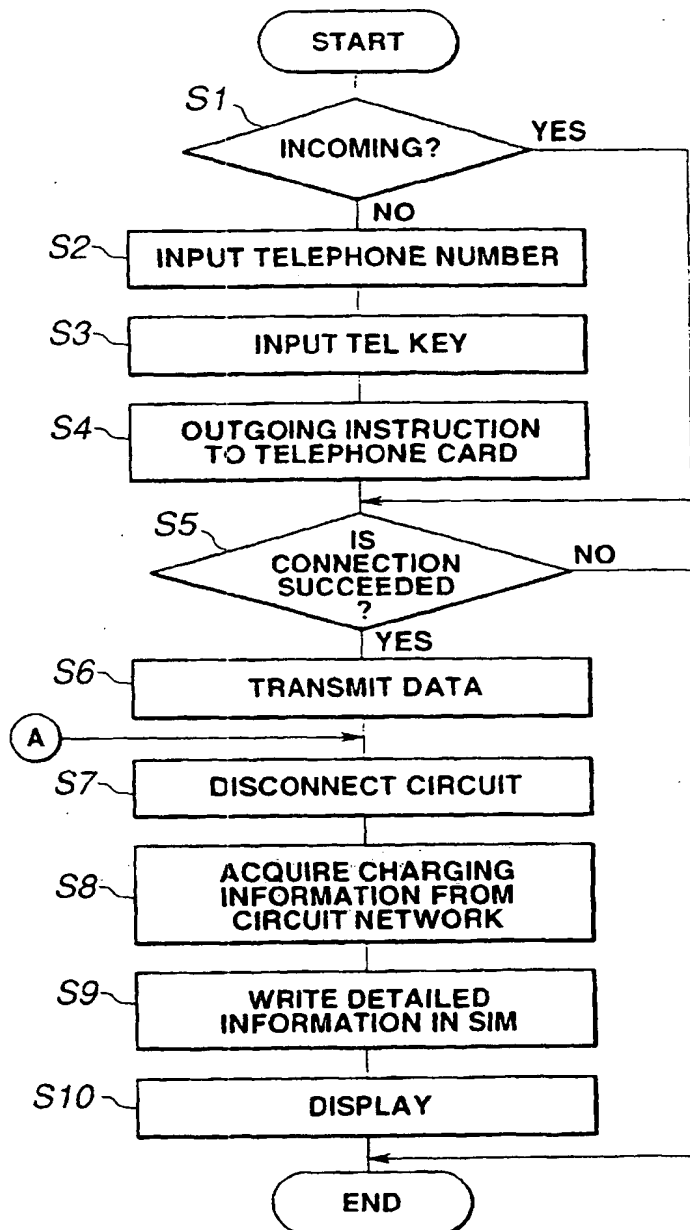 START
S1
INCOMING?
YES
NO
S2
INPUT TELEPHONE NUMBER
S3
INPUT TEL KEY
S4
OUTGOING INSTRUCTION
TO TELEPHONE CARD
S5
IS
CONNECTION
SUCCEEDED
?
NO
YES
S6
TRANSMIT DATA
A
S7
DISCONNECT CIRCUIT
S8
ACQUIRE CHARGING
INFORMATION FROM
CIRCUIT NETWORK
S9
WRITE DETAILED
INFORMATION IN SIM
S10
DISPLAY
END